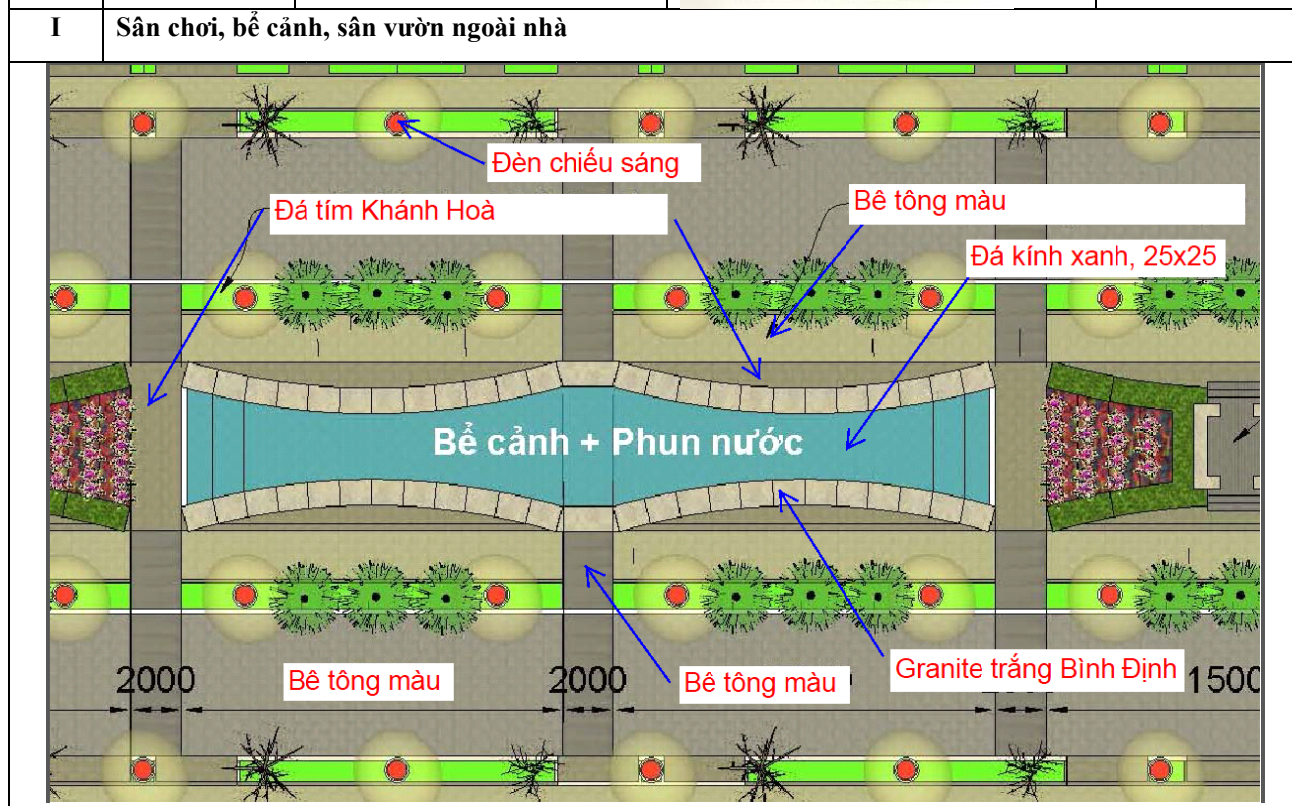 I Sân chơi, bể cảnh, sân vườn ngoài nhà
Đèn chiếu sáng
Đá tím Khánh Hoà
Bê tông màu
Đá kính xanh, 25x25
Bể cảnh + Phun nước
2000
Bê tông màu
2000
Bê tông màu
Granite trắng Bình Định
1500